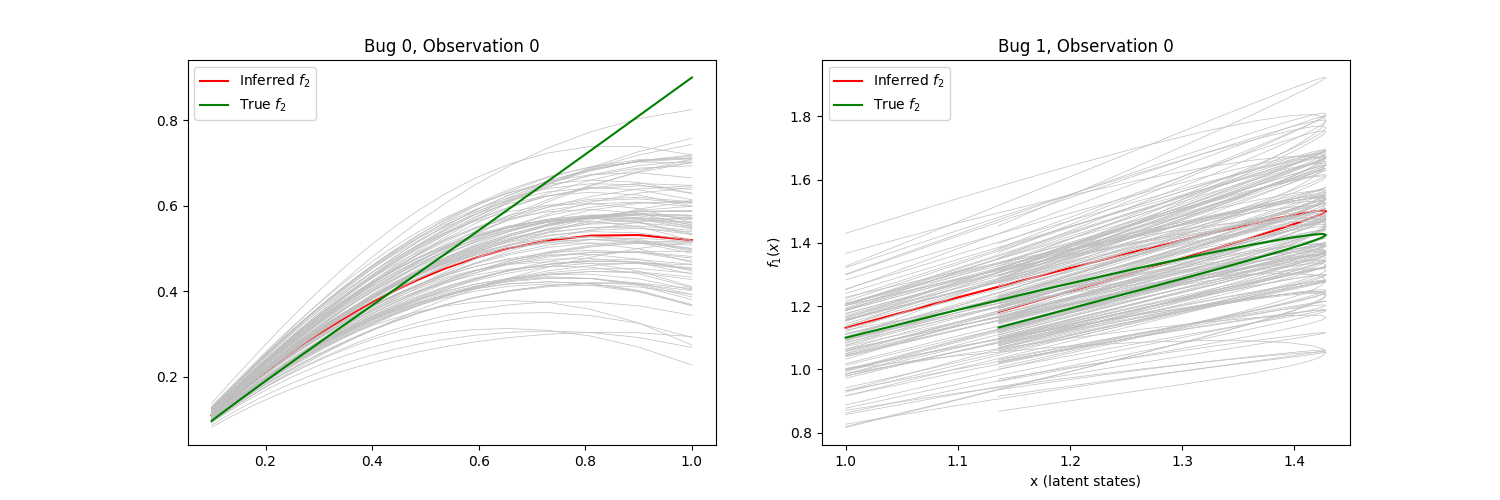 Bug 0, Observation 0
Inferred f₂
True f₂
0.8
0.6
0.4
0.2
0.2 0.4 0.6 0.8 1.0
Bug 1, Observation 0
Inferred f₂
True f₂
f₁(x)
1.8
1.6
1.4
1.2
1.0
0.8
1.0 1.1 1.2 1.3 1.4
x (latent states)